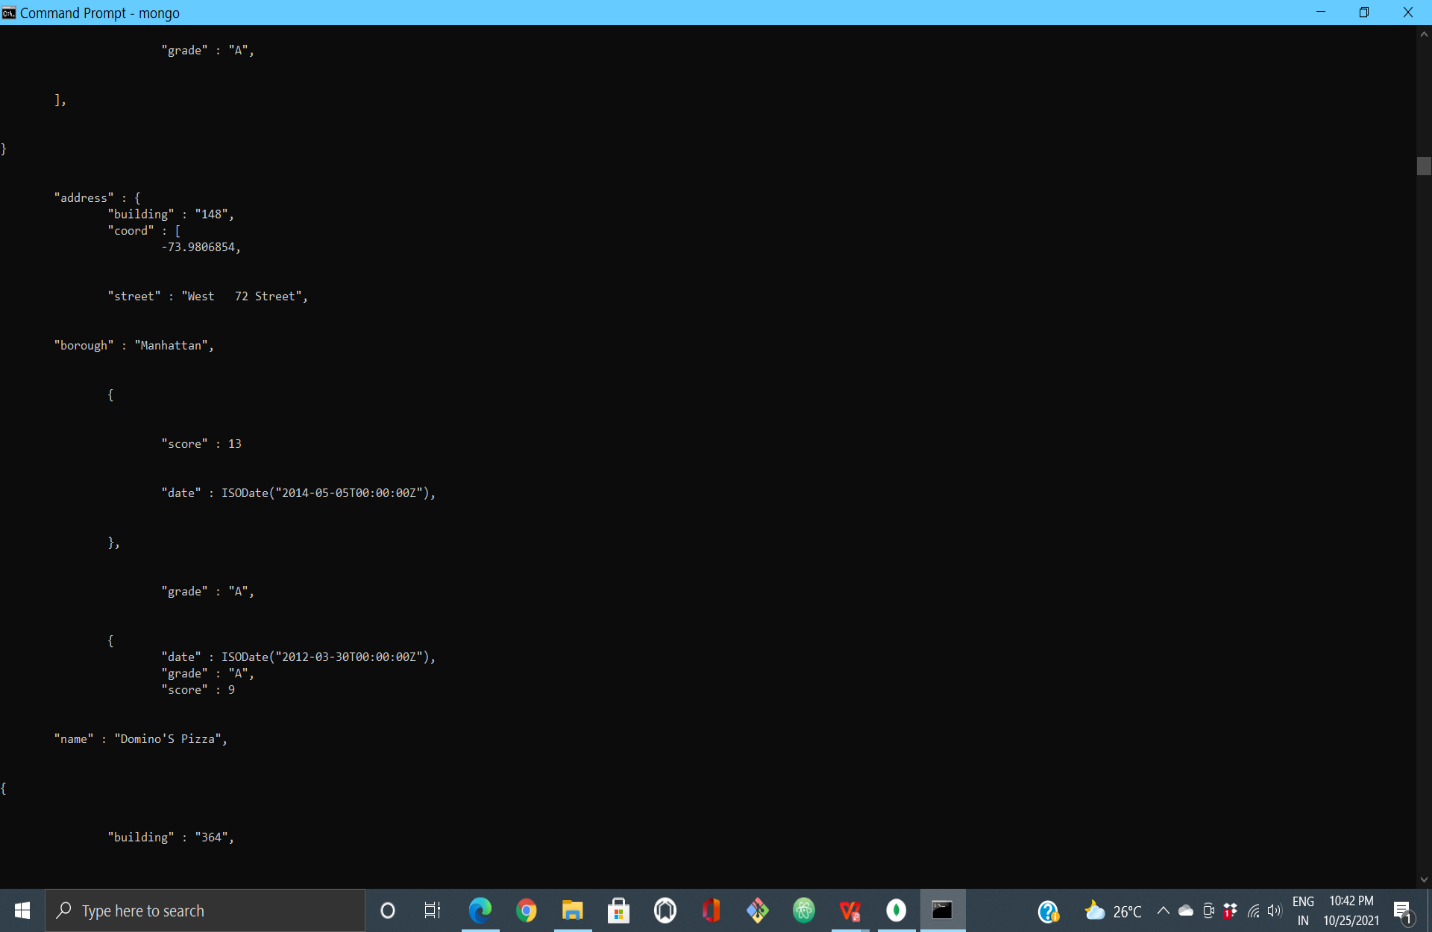 Command Prompt - mongo
"grade" : "A",
],
}
"address" : {
"building" : "148",
"coord" : [
-73.9806854,
"street" : "West   72 Street",
"borough" : "Manhattan",
{
"score" : 13
"date" : ISODate("2014-05-05T00:00:00Z"),
},
"grade" : "A",
{
"date" : ISODate("2012-03-30T00:00:00Z"),
"grade" : "A",
"score" : 9
"name" : "Domino'S Pizza",
{
"building" : "364",
Type here to search
26°C
ENG
IN
10:42 PM
10/25/2021
1